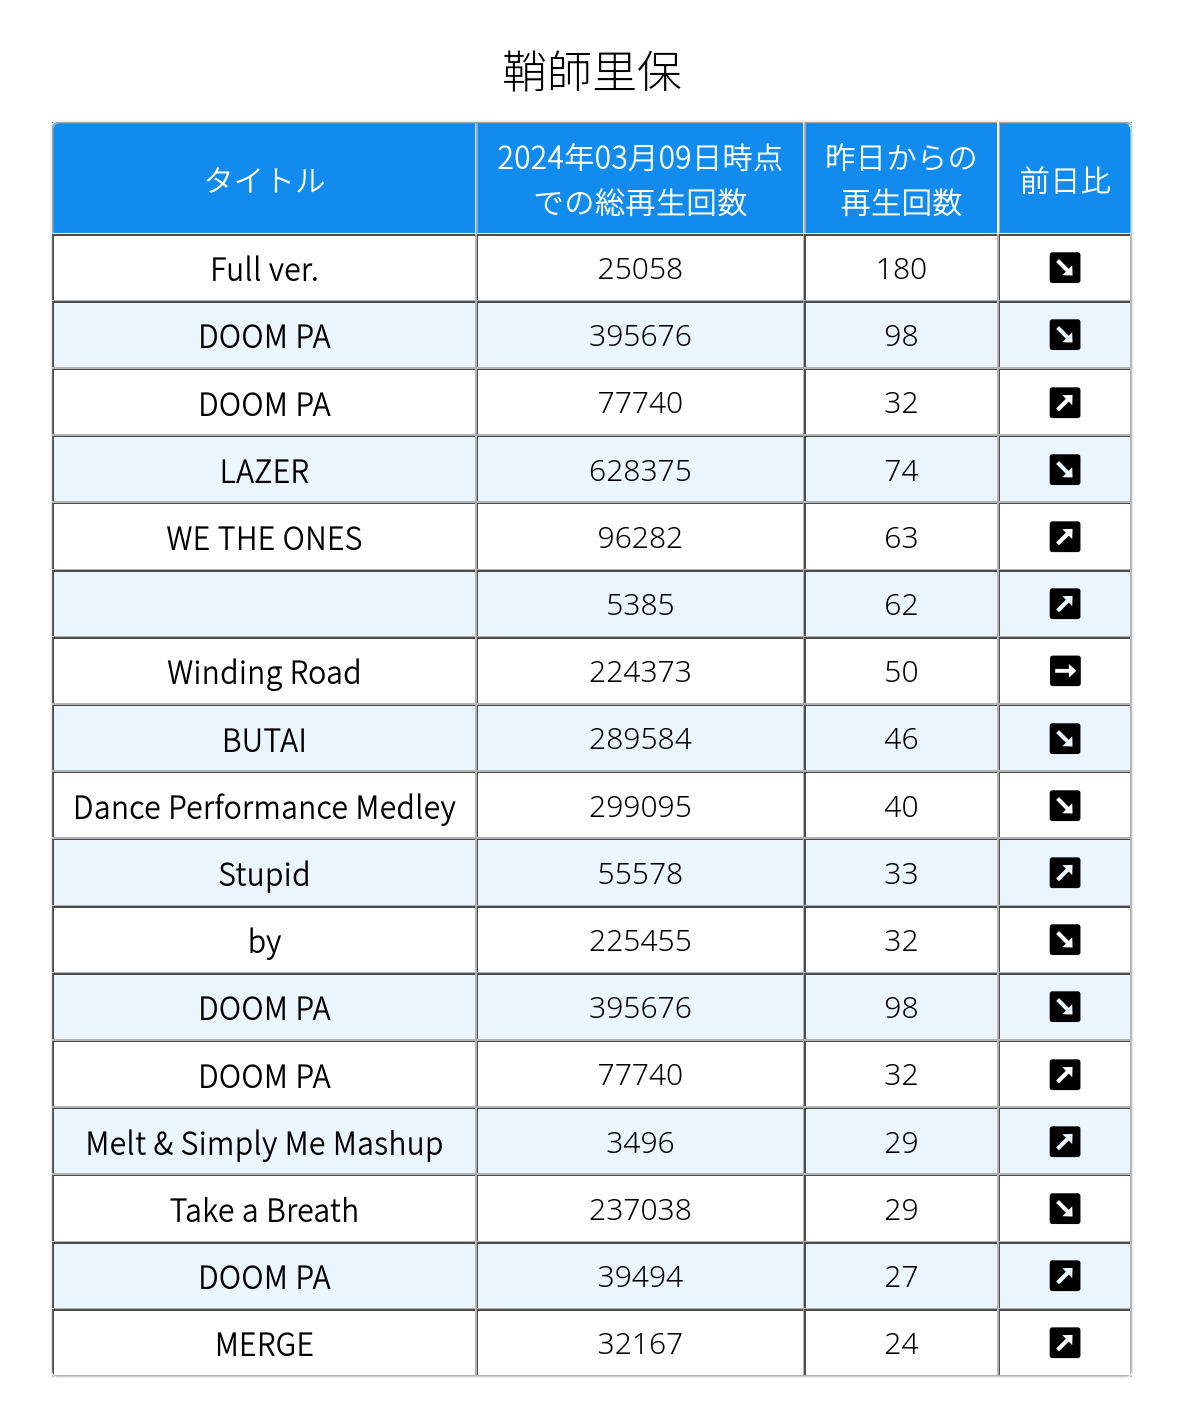 鞘師里保
タイトル 2024年03月09日時点 昨日からの 前日比
での総再生回数 再生回数
Full ver. 25058 180 ↘
DOOM PA 395676 98 ↘
DOOM PA 77740 32 ↗
LAZER 628375 74 ↘
WE THE ONES 96282 63 ↗
5385 62 ↗
Winding Road 224373 50 →
BUTAI 289584 46 ↘
Dance Performance Medley 299095 40 ↘
Stupid 55578 33 ↗
by 225455 32 ↘
DOOM PA 395676 98 ↘
DOOM PA 77740 32 ↗
Melt & Simply Me Mashup 3496 29 ↗
Take a Breath 237038 29 ↘
DOOM PA 39494 27 ↗
MERGE 32167 24 ↗